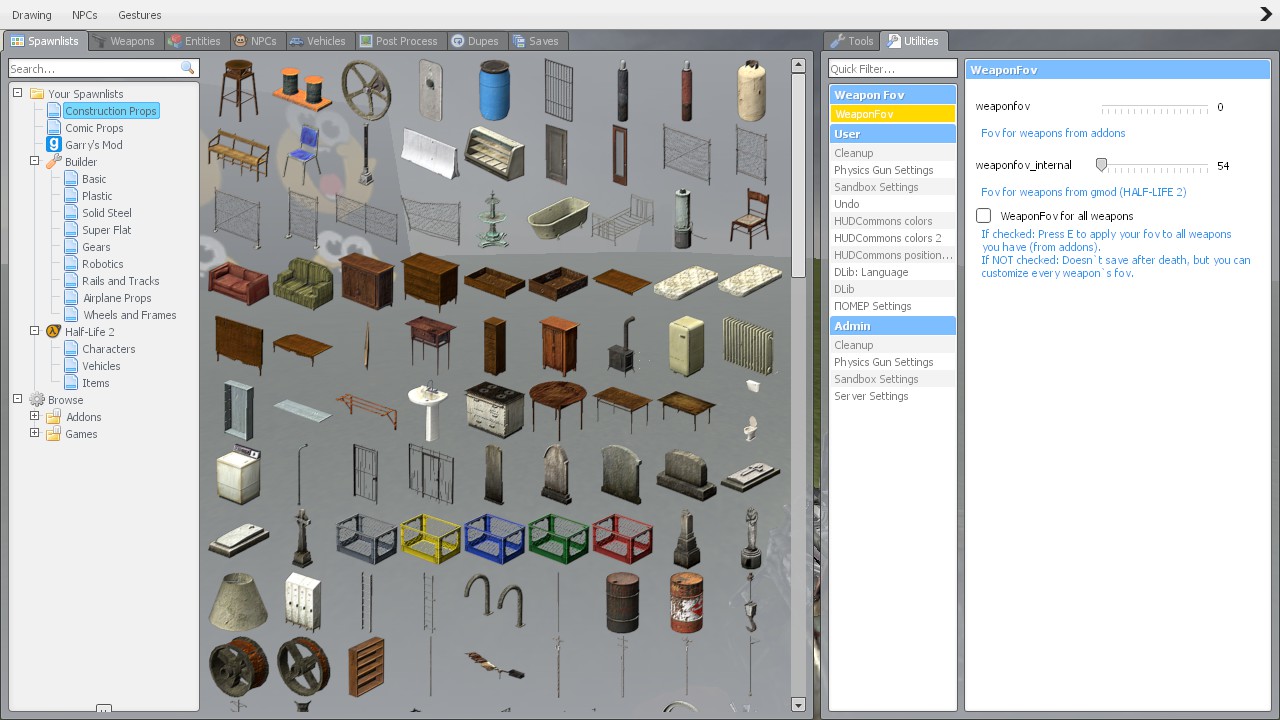 Drawing NPCs Gestures
Spawnlists Weapons Entities NPCs Vehicles Post Process Dupes Saves
Search...
Your Spawnlists
Construction Props
Comic Props
Garry's Mod
Builder
Basic
Plastic
Solid Steel
Super Flat
Gears
Robotics
Rails and Tracks
Airplane Props
Wheels and Frames
Half-Life 2
Characters
Vehicles
Items
Browse
Addons
Games
Tools Utilities
Quick Filter...
Weapon Fov
WeaponFov
User
Cleanup
Physics Gun Settings
Sandbox Settings
Undo
HUDCommons colors
HUDCommons colors 2
HUDCommons position...
DLib: Language
DLib
ПОМЕР Settings
Admin
Cleanup
Physics Gun Settings
Sandbox Settings
Server Settings
WeaponFov
weaponfov 0
Fov for weapons from addons
weaponfov_internal 54
Fov for weapons from gmod (HALF-LIFE 2)
WeaponFov for all weapons
If checked: Press E to apply your fov to all weapons
you have (from addons).
If NOT checked: Doesn`t save after death, but you can
customize every weapon`s fov.